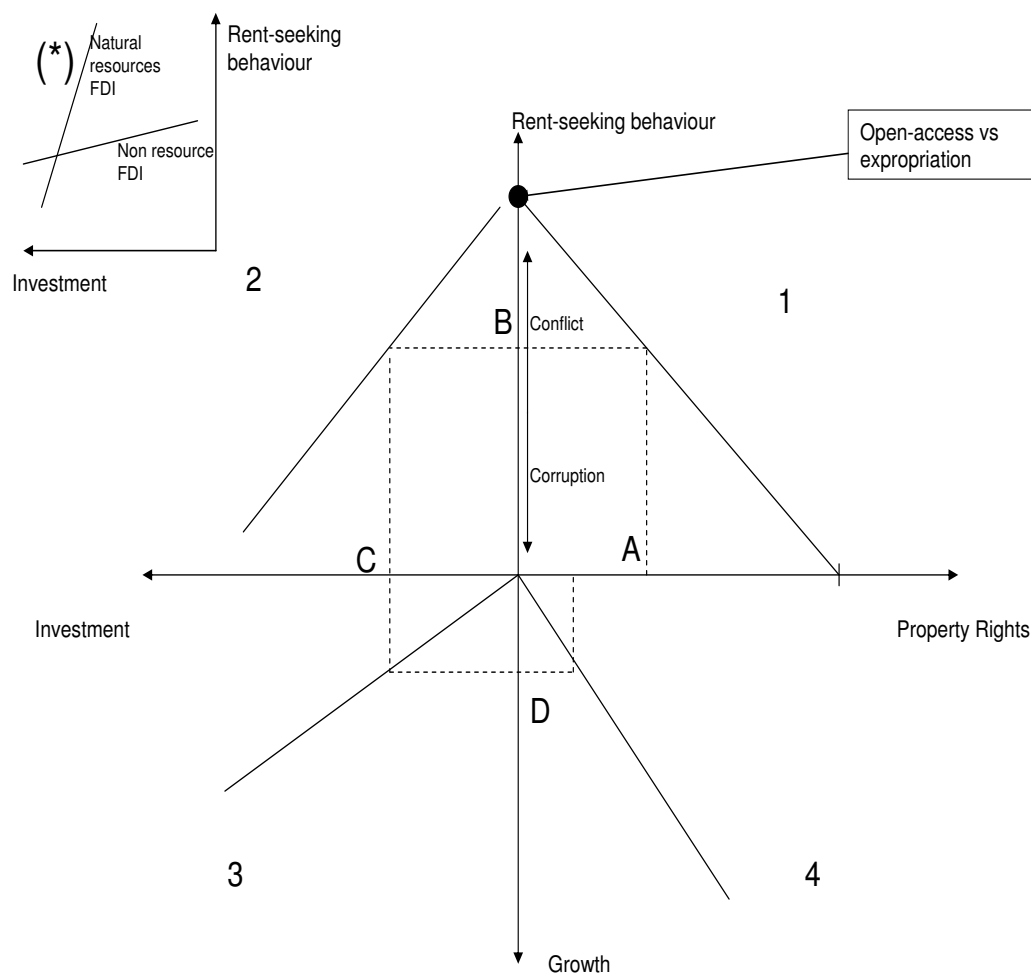 Rent-seeking
behaviour
(*)
Natural
resources
FDI
Non resource
FDI
Investment
2
Rent-seeking behaviour
Open-access vs
expropriation
1
B
Conflict
Corruption
A
C
Investment
Property Rights
D
3
4
Growth